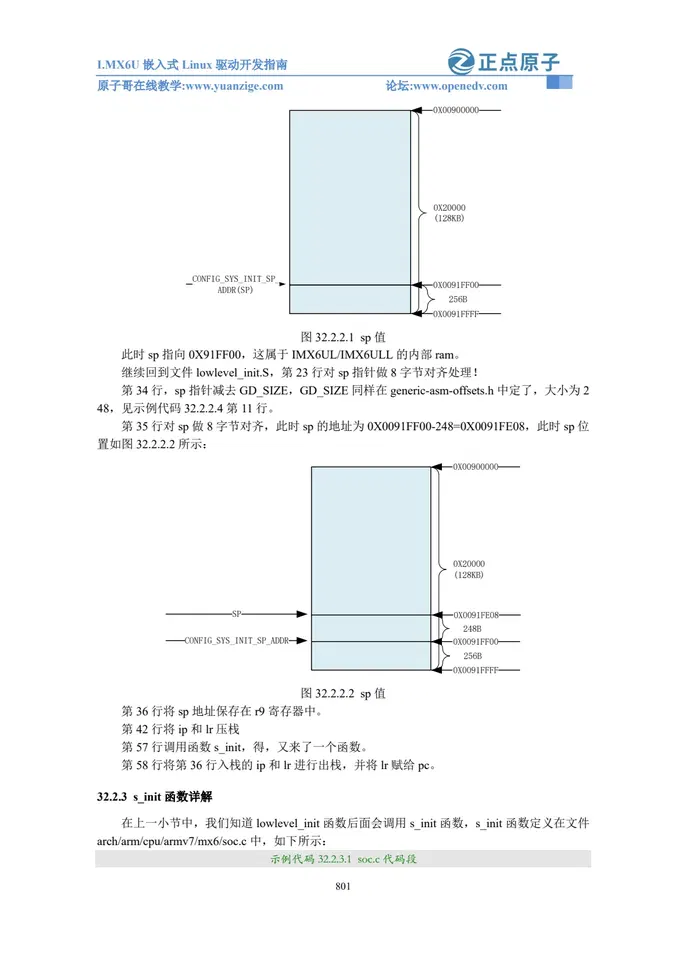 I.MX6U 嵌入式 Linux 驱动开发指南
正点原子
原子哥在线教学:www.yuanzige.com
论坛:www.openedv.com
0X00900000
0X20000
(128KB)
CONFIG_SYS_INIT_SP_
ADDR(SP)
0X0091FF00
256B
0X0091FFFF
图 32.2.2.1 sp 值
此时 sp 指向 0X91FF00，这属于 IMX6UL/IMX6ULL 的内部 ram。
继续回到文件 lowlevel_init.S，第 23 行对 sp 指针做 8 字节对齐处理！
第 34 行，sp 指针减去 GD_SIZE，GD_SIZE 同样在 generic-asm-offsets.h 中定了，大小为 2
48，见示例代码 32.2.2.4 第 11 行。
第 35 行对 sp 做 8 字节对齐，此时 sp 的地址为 0X0091FF00-248=0X0091FE08，此时 sp 位
置如图 32.2.2.2 所示：
0X00900000
0X20000
(128KB)
SP
0X0091FE08
248B
CONFIG_SYS_INIT_SP_ADDR
0X0091FF00
256B
0X0091FFFF
图 32.2.2.2 sp 值
第 36 行将 sp 地址保存在 r9 寄存器中。
第 42 行将 ip 和 lr 压栈
第 57 行调用函数 s_init，得，又来了一个函数。
第 58 行将第 36 行入栈的 ip 和 lr 进行出栈，并将 lr 赋给 pc。
32.2.3 s_init 函数详解
在上一小节中，我们知道 lowlevel_init 函数后面会调用 s_init 函数，s_init 函数定义在文件
arch/arm/cpu/armv7/mx6/soc.c 中，如下所示：
示例代码 32.2.3.1 soc.c 代码段
801